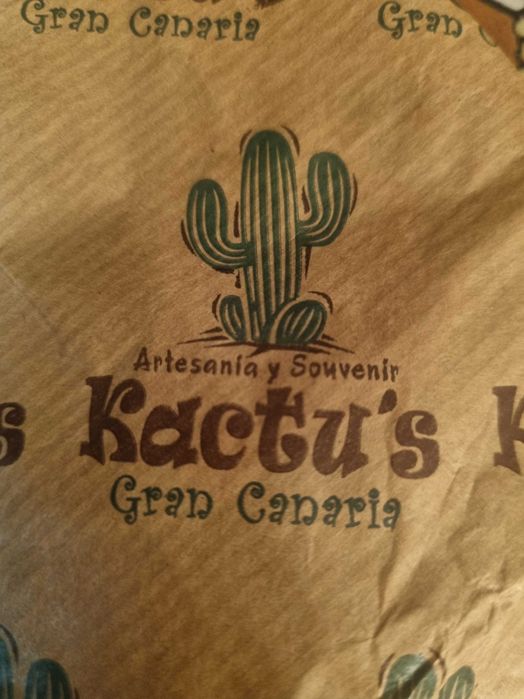 Gran Canaria
Gran
Artesanía y Souvenir
s Kactu's K
Gran Canaria